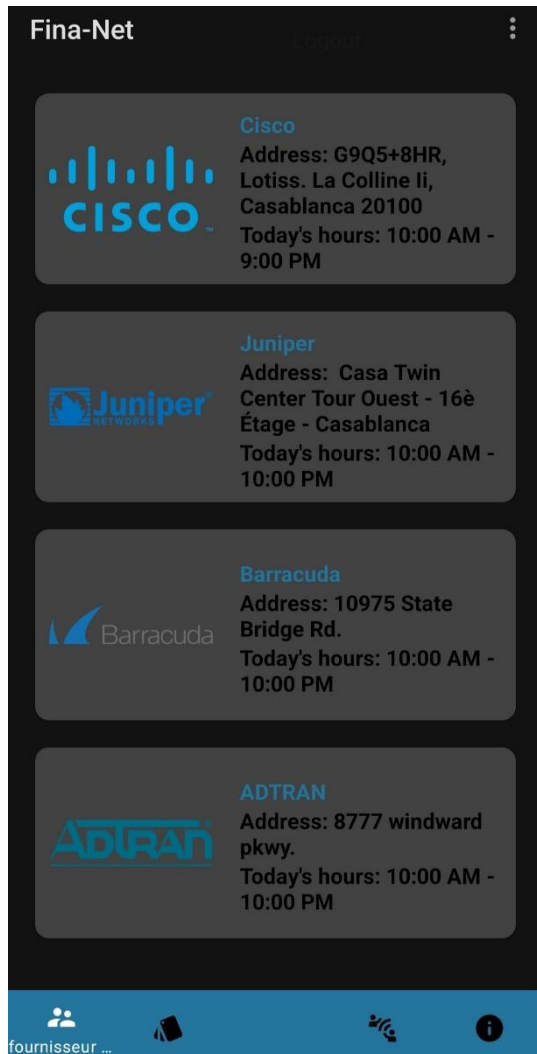 Fina-Net
Logout
Cisco
Address: G9Q5+8HR,
Lotiss. La Colline Ii,
Casablanca 20100
Today's hours: 10:00 AM -
9:00 PM
CISCO
Juniper
Address:  Casa Twin
Center Tour Ouest - 16è
Étage - Casablanca
Today's hours: 10:00 AM -
10:00 PM
Juniper
NETWORKS
Barracuda
Address: 10975 State
Bridge Rd.
Today's hours: 10:00 AM -
10:00 PM
Barracuda
ADTRAN
Address: 8777 windward
pkwy.
Today's hours: 10:00 AM -
10:00 PM
ADTRAN
fournisseur ...